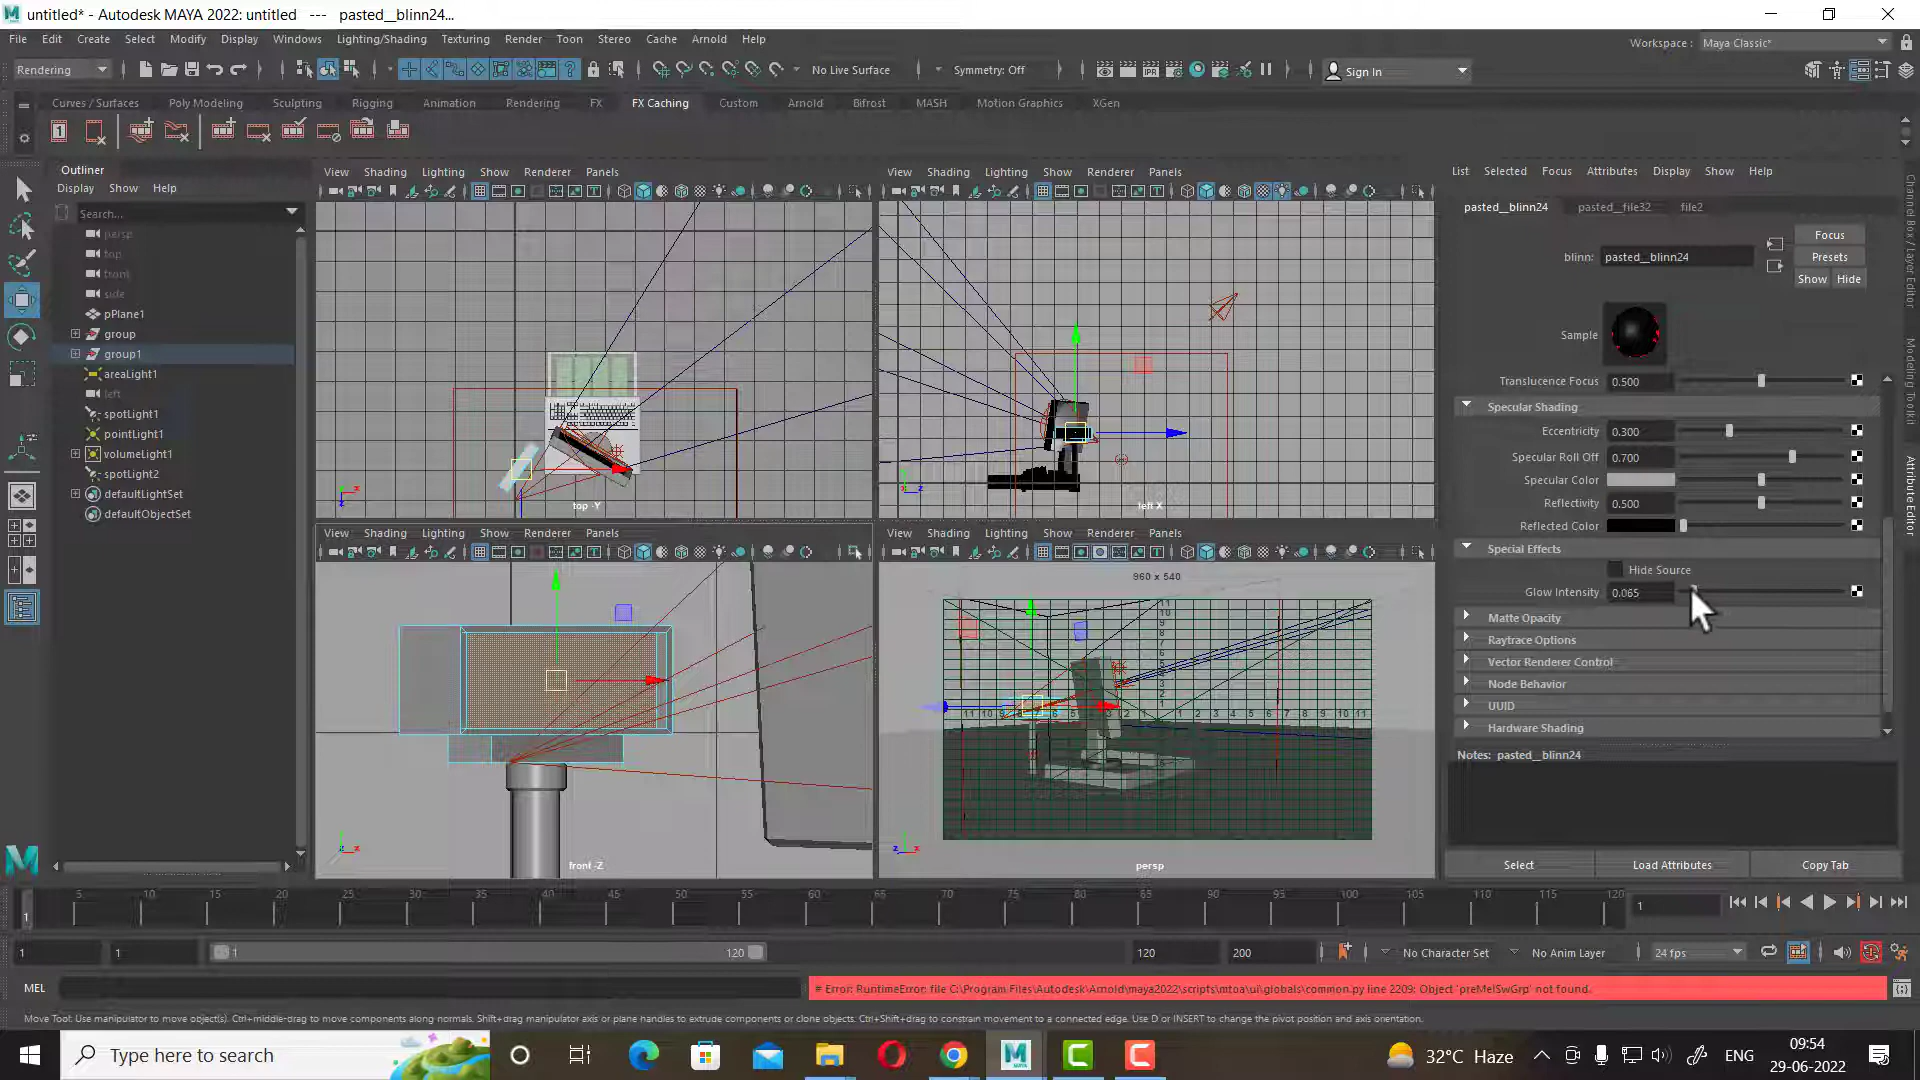 untitled* - Autodesk MAYA 2022: untitled --- pasted__blinn24...
File Edit Create Select Modify Display Windows Lighting/Shading Texturing Render Toon Stereo Cache Arnold Help
Workspace : Maya Classic*
Rendering No Live Surface Symmetry: Off Sign In
Curves / Surfaces Poly Modeling Sculpting Rigging Animation Rendering FX FX Caching Custom Arnold Bifrost MASH Motion Graphics XGen
Outliner
Display Show Help
Search...
persp
top
front
side
pPlane1
group
group1
areaLight1
left
spotLight1
pointLight1
volumeLight1
spotLight2
defaultLightSet
defaultObjectSet
View Shading Lighting Show Renderer Panels
top -Y
View Shading Lighting Show Renderer Panels
left X
View Shading Lighting Show Renderer Panels
front -Z
View Shading Lighting Show Renderer Panels
960 x 540
persp
List Selected Focus Attributes Display Show Help
pasted__blinn24 pasted__file32 file2
blinn: pasted__blinn24
Focus
Presets
Show Hide
Sample
Translucence Focus 0.500
Specular Shading
Eccentricity 0.300
Specular Roll Off 0.700
Specular Color
Reflectivity 0.500
Reflected Color
Special Effects
Hide Source
Glow Intensity 0.065
Matte Opacity
Raytrace Options
Vector Renderer Control
Node Behavior
UUID
Hardware Shading
Notes: pasted__blinn24
Select Load Attributes Copy Tab
Channel Box / Layer Editor
Modeling Toolkit
Attribute Editor
5 10 15 20 25 30 35 40 45 50 55 60 65 70 75 80 85 90 95 100 105 110 115 120
1
1
1 1 1 120 120 200 No Character Set No Anim Layer 24 fps
MEL # Error: RuntimeError: file C:\Program Files\Autodesk\Arnold\maya2022\scripts\mtoa\ui\globals\common.py line 2209: Object 'preMelSwGrp' not found.
Move Tool: Use manipulator to move object(s). Ctrl+middle-drag to move components along normals. Shift+drag manipulator axis or plane handles to extrude components or clone objects. Ctrl+Shift+drag to constrain movement to a connected edge. Use D or INSERT to change the pivot position and axis orientation.
Type here to search
32°C Haze
ENG
09:54
29-06-2022